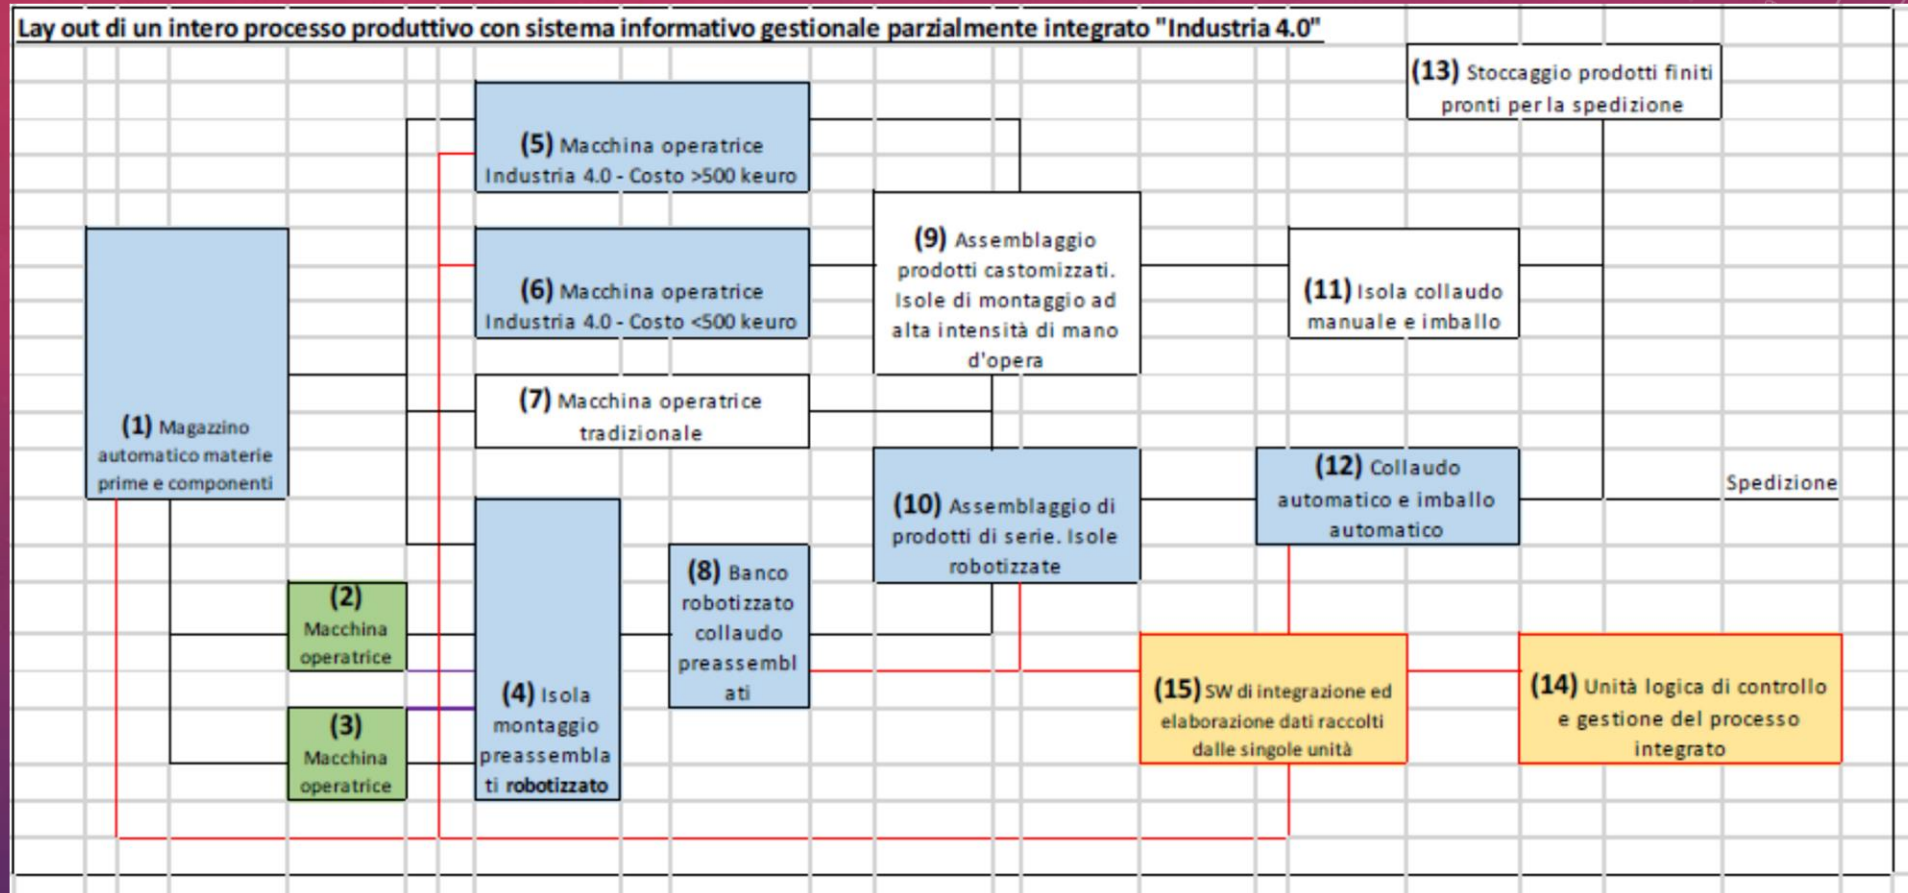 Lay out di un intero processo produttivo con sistema informativo gestionale parzialmente integrato "Industria 4.0"
(13) Stoccaggio prodotti finiti
pronti per la spedizione
(5) Macchina operatrice
Industria 4.0 - Costo >500 keuro
(9) Assemblaggio
prodotti castomizzati.
Isole di montaggio ad
alta intensità di mano
d'opera
(6) Macchina operatrice
Industria 4.0 - Costo <500 keuro
(11) Isola collaudo
manuale e imballo
(1) Magazzino
automatico materie
prime e componenti
(7) Macchina operatrice
tradizionale
(12) Collaudo
automatico e imballo
automatico
Spedizione
(10) Assemblaggio di
prodotti di serie. Isole
robotizzate
(2)
Macchina
operatrice
(8) Banco
robotizzato
collaudo
preassembl
ati
(3)
Macchina
operatrice
(4) Isola
montaggio
preassembla
ti robotizzato
(15) SW di integrazione ed
elaborazione dati raccolti
dalle singole unità
(14) Unità logica di controllo
e gestione del processo
integrato